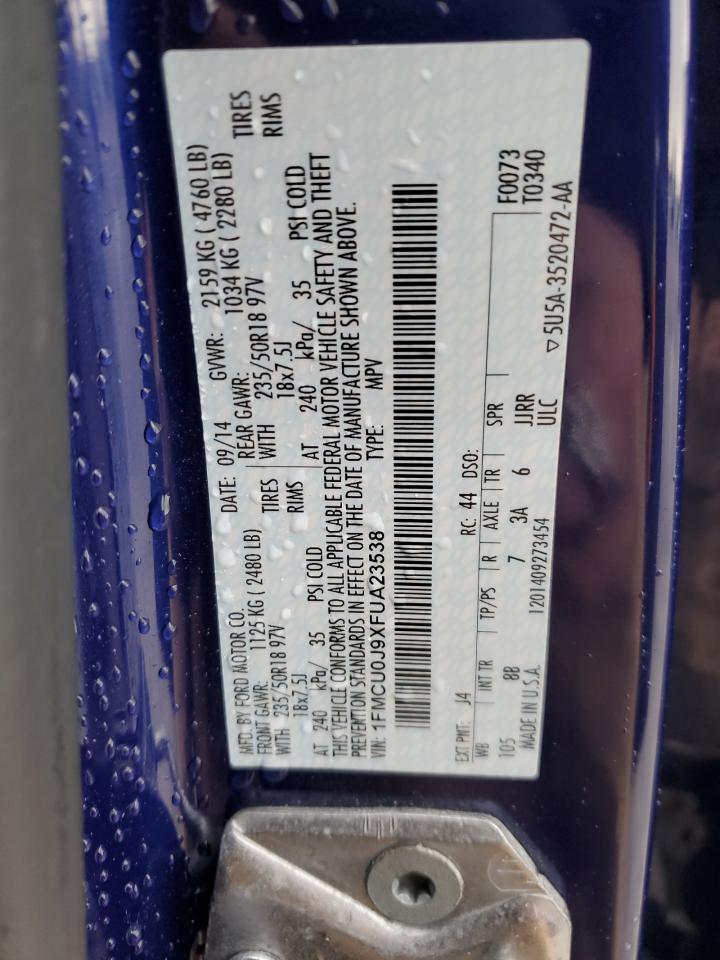 MFD. BY FORD MOTOR CO.
DATE: 09/14 GVWR: 2159 KG ( 4760 LB)
FRONT GAWR: 1125 KG ( 2480 LB) REAR GAWR: 1034 KG ( 2280 LB)
WITH 235/50R18 97V TIRES WITH 235/50R18 97V TIRES
18x7.5J RIMS 18x7.5J RIMS
AT 240 kPa/ 35 PSI COLD AT 240 kPa/ 35 PSI COLD
THIS VEHICLE CONFORMS TO ALL APPLICABLE FEDERAL MOTOR VEHICLE SAFETY AND THEFT
PREVENTION STANDARDS IN EFFECT ON THE DATE OF MANUFACTURE SHOWN ABOVE.
VIN: 1FMCU0J9XFUA23538 TYPE: MPV
F0073
EXT PNT: J4 RC: 44 DSO: T0340
WB INT TR TP/PS R AXLE TR SPR
105 8B 7 3A 6 JJRR
MADE IN U.S.A. 1201409273454 ULC ▽ 5U5A-3520472-AA